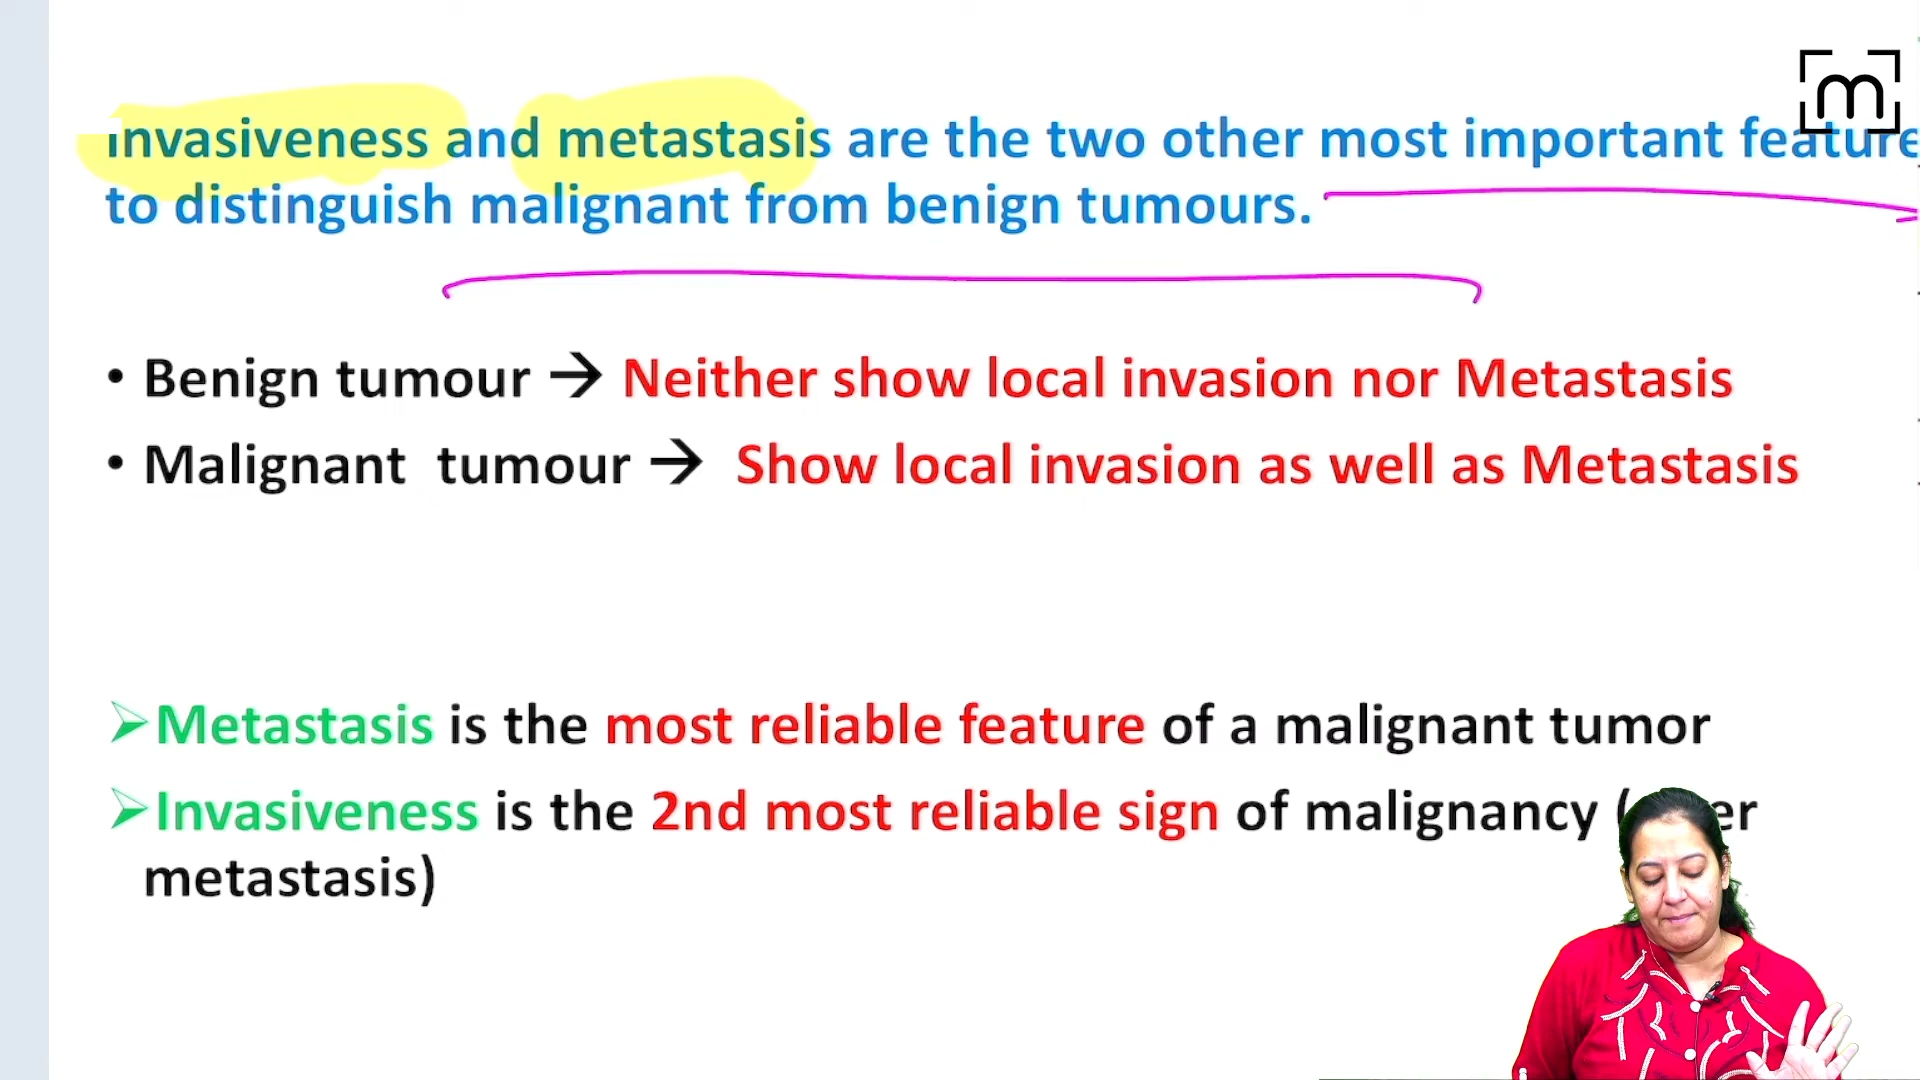 Invasiveness and metastasis are the two other most important feature
to distinguish malignant from benign tumours.
• Benign tumour → Neither show local invasion nor Metastasis
• Malignant tumour → Show local invasion as well as Metastasis
➢Metastasis is the most reliable feature of a malignant tumor
➢Invasiveness is the 2nd most reliable sign of malignancy (
metastasis)
m